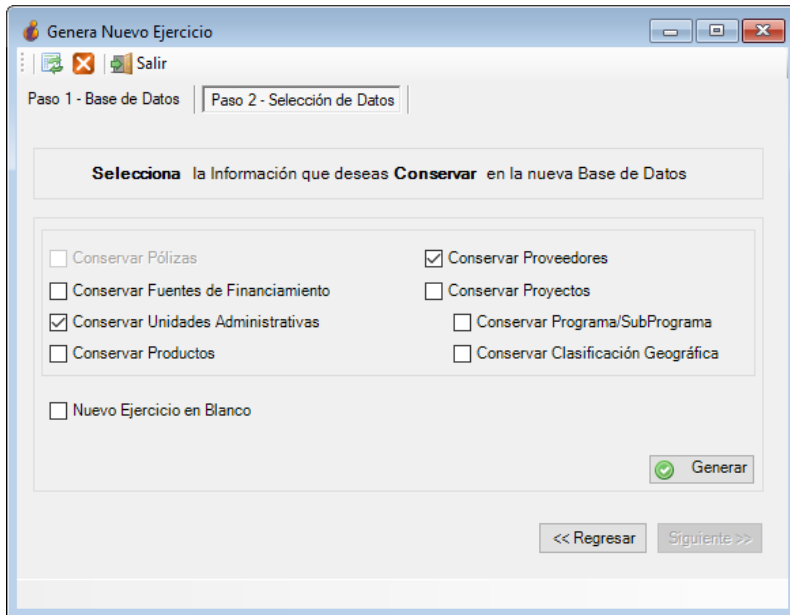 Genera Nuevo Ejercicio
Salir
Paso 1 - Base de Datos
Paso 2 - Selección de Datos
Selecciona la Información que deseas Conservar en la nueva Base de Datos
Conservar Pólizas
Conservar Proveedores
Conservar Fuentes de Financiamiento
Conservar Proyectos
Conservar Unidades Administrativas
Conservar Programa/SubPrograma
Conservar Productos
Conservar Clasificación Geográfica
Nuevo Ejercicio en Blanco
Generar
<< Regresar
Siguiente >>